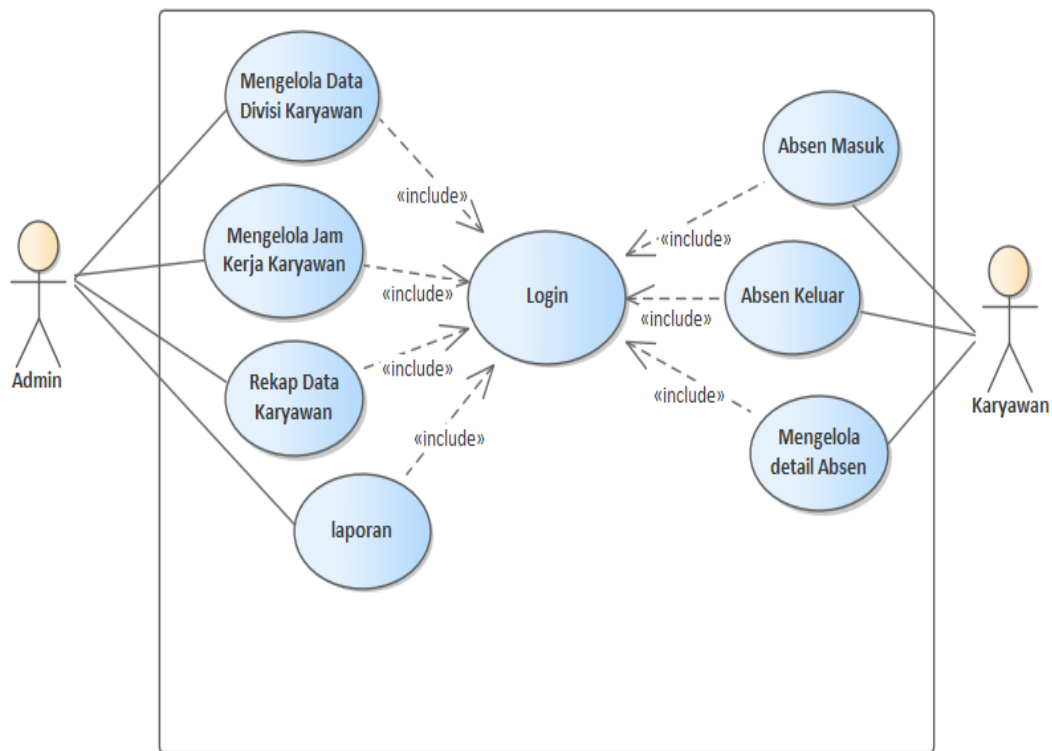 Mengelola Data
Divisi Karyawan
Absen Masuk
«include»
Mengelola Jam
Kerja Karyawan
«include»
Login
Absen Keluar
«include»
«include»
Admin
Rekap Data
Karyawan
«include»
«include»
Karyawan
Mengelola
detail Absen
«include»
laporan